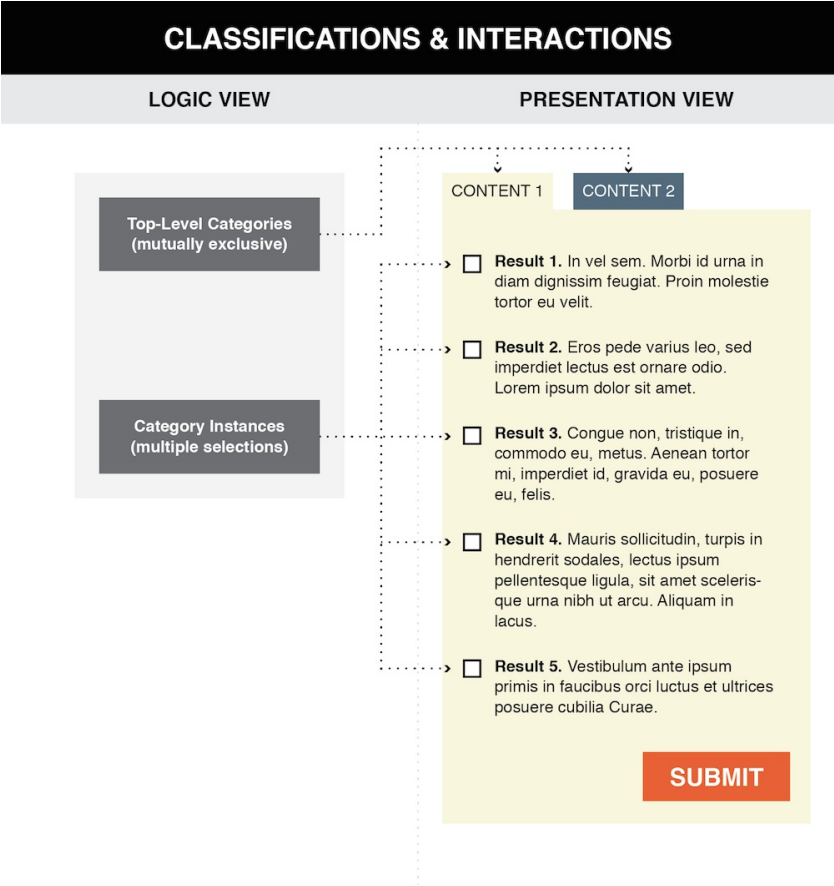 CLASSIFICATIONS & INTERACTIONS
LOGIC VIEW
PRESENTATION VIEW
Top-Level Categories
(mutually exclusive)
Category Instances
(multiple selections)
CONTENT 1
CONTENT 2
Result 1. In vel sem. Morbi id urna in
diam dignissim feugiat. Proin molestie
tortor eu velit.
Result 2. Eros pede varius leo, sed
imperdiet lectus est ornare odio.
Lorem ipsum dolor sit amet.
Result 3. Congue non, tristique in,
commodo eu, metus. Aenean tortor
mi, imperdiet id, gravida eu, posuere
eu, felis.
Result 4. Mauris sollicitudin, turpis in
hendrerit sodales, lectus ipsum
pellentesque ligula, sit amet sceleris-
que urna nibh ut arcu. Aliquam in
lacus.
Result 5. Vestibulum ante ipsum
primis in faucibus orci luctus et ultrices
posuere cubilia Curae.
SUBMIT